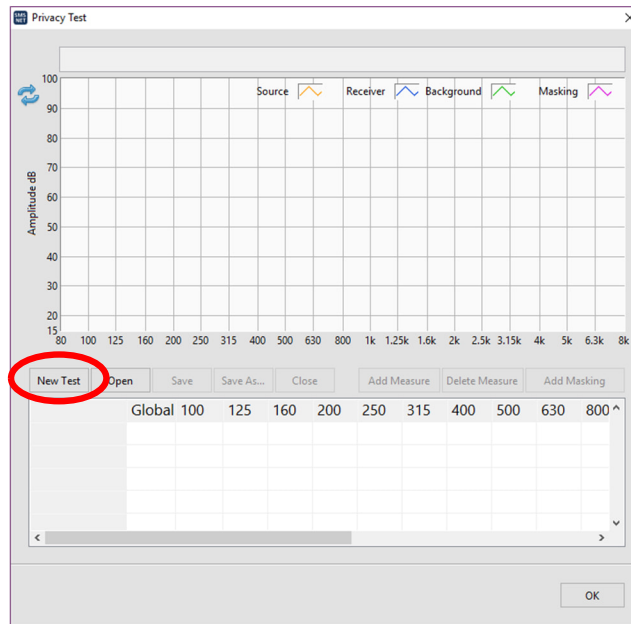 SMS NET Privacy Test
Source Receiver Background Masking
Amplitude dB
100
90
80
70
60
50
40
30
20
15
80 100 125 160 200 250 315 400 500 630 800 1k 1.25k 1.6k 2k 2.5k 3.15k 4k 5k 6.3k 8k
New Test Open Save Save As... Close Add Measure Delete Measure Add Masking
Global 100 125 160 200 250 315 400 500 630 800
OK